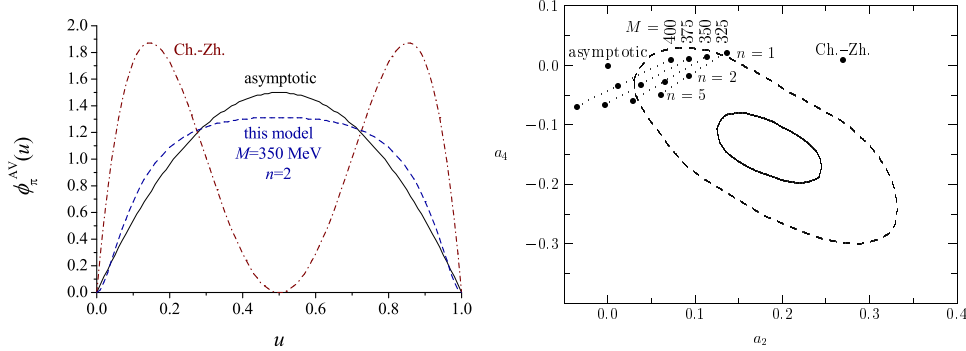 2.0
1.8
1.6
1.4
1.2
1.0
0.8
0.6
0.4
0.2
0.0
ϕπAV(u)
Ch.-Zh.
asymptotic
this model
M=350 MeV
n=2
0.0 0.2 0.4 0.6 0.8 1.0
u
0.1
0.0
−0.1
−0.2
−0.3
a4
M = 400 375 350 325
asymptotic
n = 1
Ch.−Zh.
n = 2
n = 5
0.0 0.1 0.2 0.3 0.4
a2